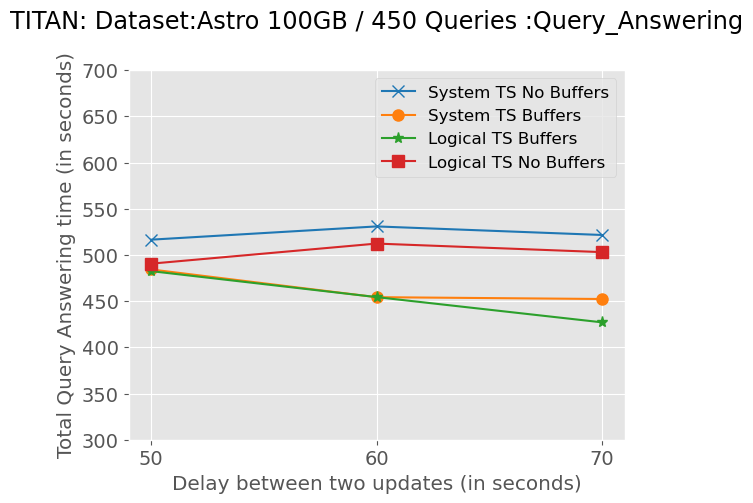 TITAN: Dataset:Astro 100GB / 450 Queries :Query_Answering
Total Query Answering time (in seconds)
700
650
600
550
500
450
400
350
300
System TS No Buffers
System TS Buffers
Logical TS Buffers
Logical TS No Buffers
50 60 70
Delay between two updates (in seconds)